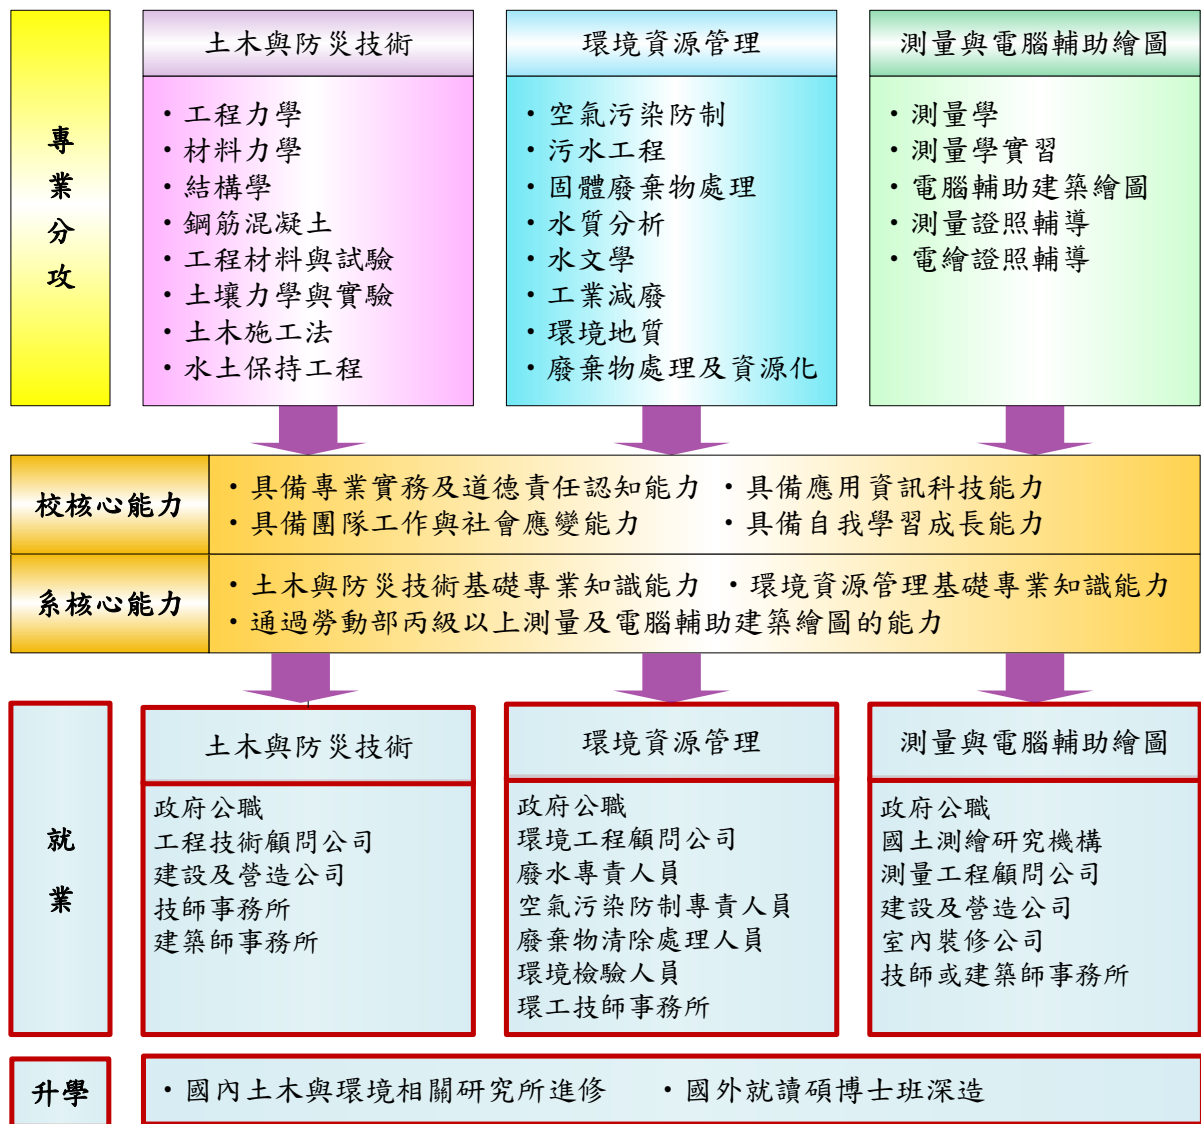 專業分攻
土木與防災技術
・工程力學
・材料力學
・結構學
・鋼筋混凝土
・工程材料與試驗
・土壤力學與實驗
・土木施工法
・水土保持工程
環境資源管理
・空氣污染防制
・污水工程
・固體廢棄物處理
・水質分析
・水文學
・工業減廢
・環境地質
・廢棄物處理及資源化
測量與電腦輔助繪圖
・測量學
・測量學實習
・電腦輔助建築繪圖
・測量證照輔導
・電繪證照輔導
校核心能力
・具備專業實務及道德責任認知能力 ・具備應用資訊科技能力
・具備團隊工作與社會應變能力 ・具備自我學習成長能力
系核心能力
・土木與防災技術基礎專業知識能力 ・環境資源管理基礎專業知識能力
・通過勞動部丙級以上測量及電腦輔助建築繪圖的能力
就業
土木與防災技術
政府公職
工程技術顧問公司
建設及營造公司
技師事務所
建築師事務所
環境資源管理
政府公職
環境工程顧問公司
廢水專責人員
空氣污染防制專責人員
廢棄物清除處理人員
環境檢驗人員
環工技師事務所
測量與電腦輔助繪圖
政府公職
國土測繪研究機構
測量工程顧問公司
建設及營造公司
室內裝修公司
技師或建築師事務所
升學
・國內土木與環境相關研究所進修 ・國外就讀碩博士班深造